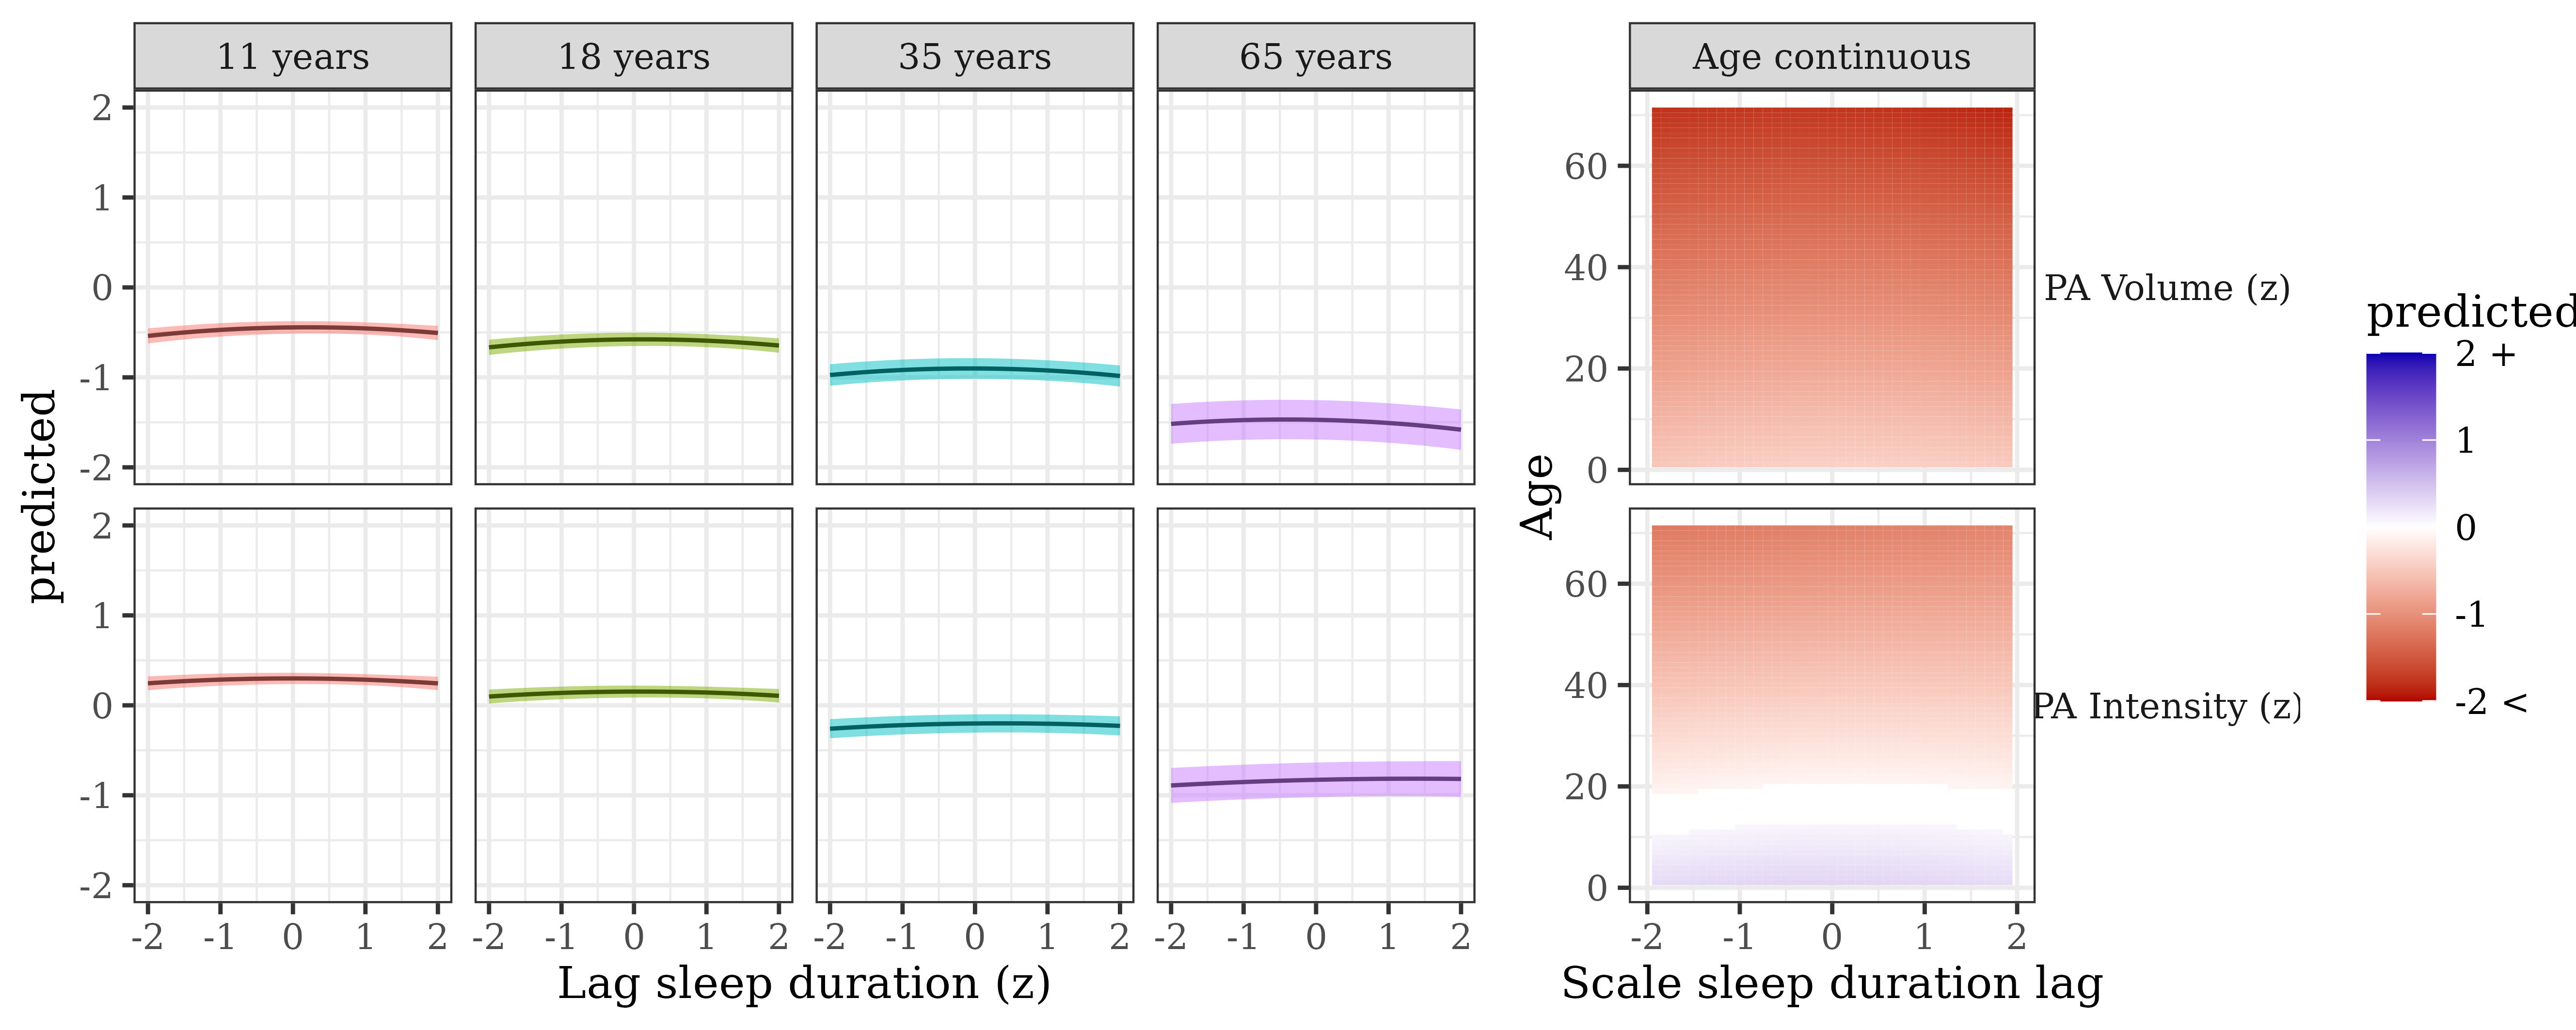 11 years 18 years 35 years 65 years Age continuous
2
1
0
-1
-2
60
40
20
0
PA Volume (z)
predicted
2 +
1
0
-1
-2 <
predicted
Age
2
1
0
-1
-2
60
40
20
0
PA Intensity (z)
-2 -1 0 1 2 -2 -1 0 1 2 -2 -1 0 1 2 -2 -1 0 1 2 -2 -1 0 1 2
Lag sleep duration (z) Scale sleep duration lag